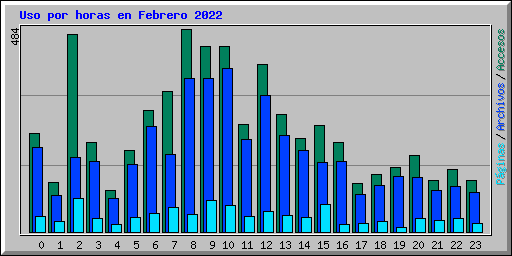 Uso por horas en Febrero 2022
484
Páginas / Archivos / Accesos
0 1 2 3 4 5 6 7 8 9 10 11 12 13 14 15 16 17 18 19 20 21 22 23